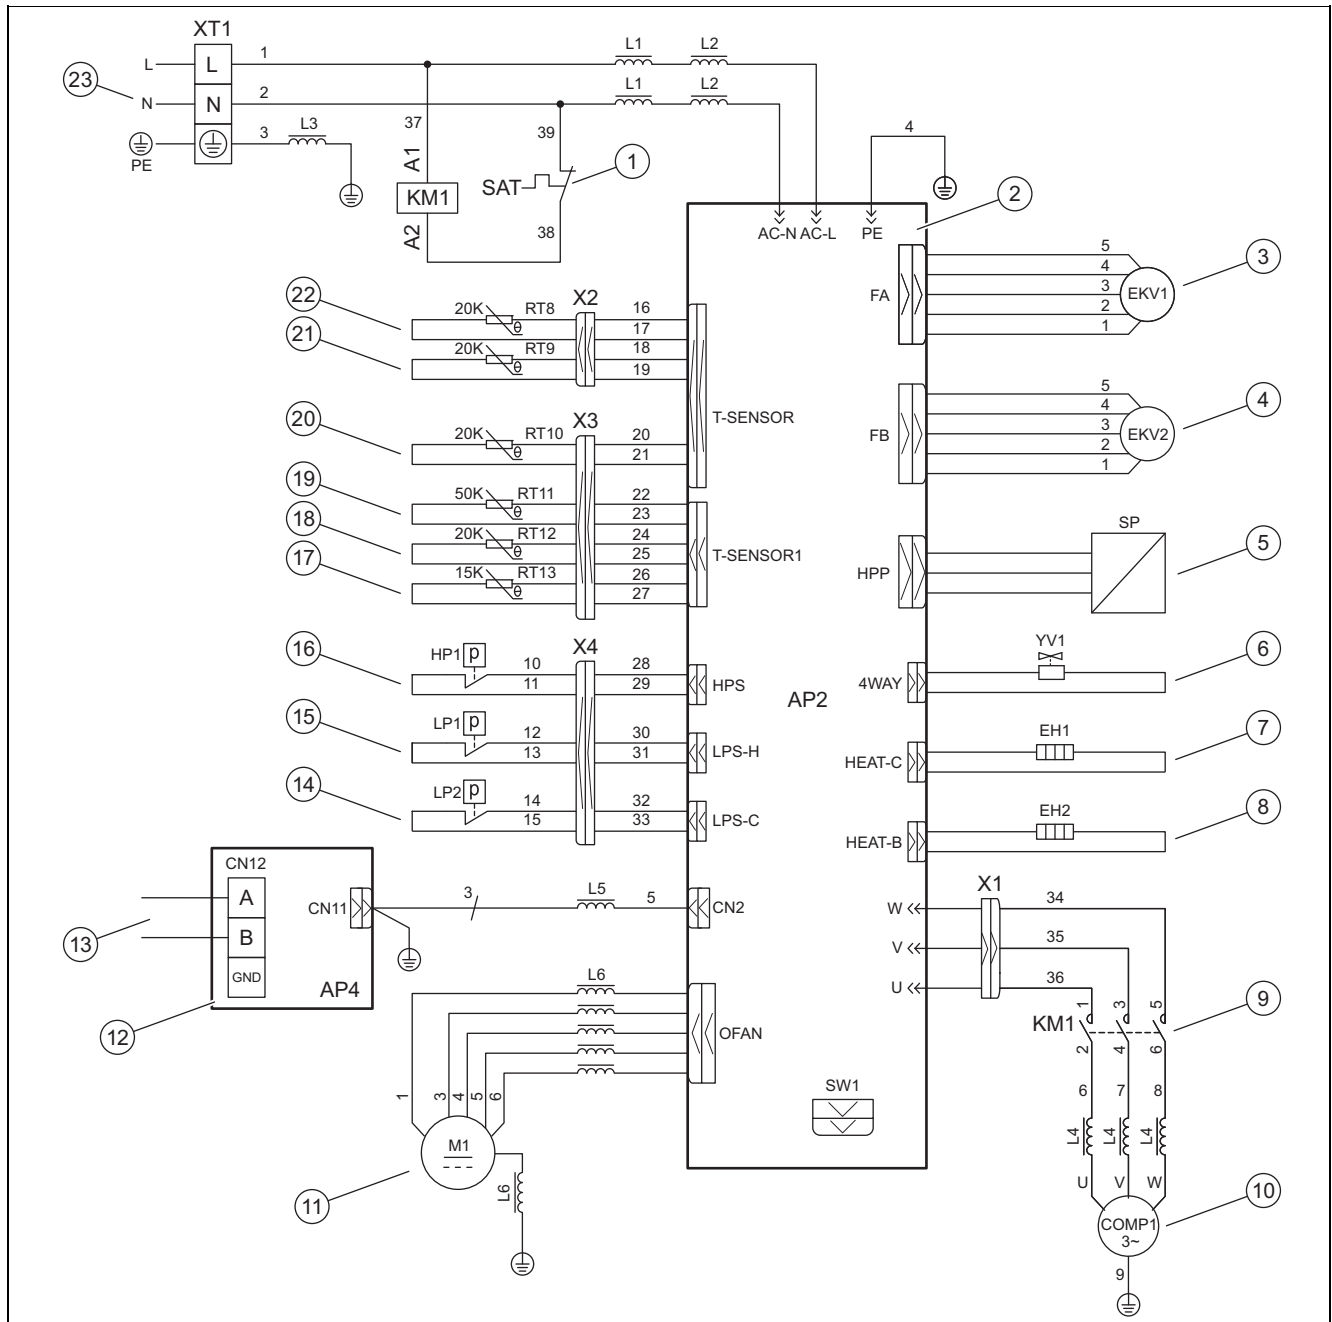 XT1
L L 1 L1 L2
23
N N 2 L1 L2
PE 3 L3
37 39 4
A1
SAT 1
KM1
A2 38
AC-N AC-L PE 2
FA 5 4 3 2 1 EKV1 3
22 20K RT8 θ X2 16 17
21 20K RT9 θ 18 19
T-SENSOR
FB 5 4 3 2 1 EKV2 4
20 20K RT10 θ X3 20 21
19 50K RT11 θ 22 23
18 20K RT12 θ 24 25
T-SENSOR1
17 15K RT13 θ 26 27
HPP SP 5
16 HP1 p 10 11 X4 28 29 HPS
4WAY YV1 6
AP2
15 LP1 p 12 13 30 31 LPS-H
HEAT-C EH1 7
14 LP2 p 14 15 32 33 LPS-C
HEAT-B EH2 8
CN12
A
B
GND
CN11 3 L5 5 CN2
13
AP4
12
X1
W 34
V 35
U 36
L6
OFAN
1 3 4 5 6
M1
11
L6
SW1
KM1 1 3 5
2 4 6
9
6 7 8
L4 L4 L4
U V W
COMP1
3~
10
9